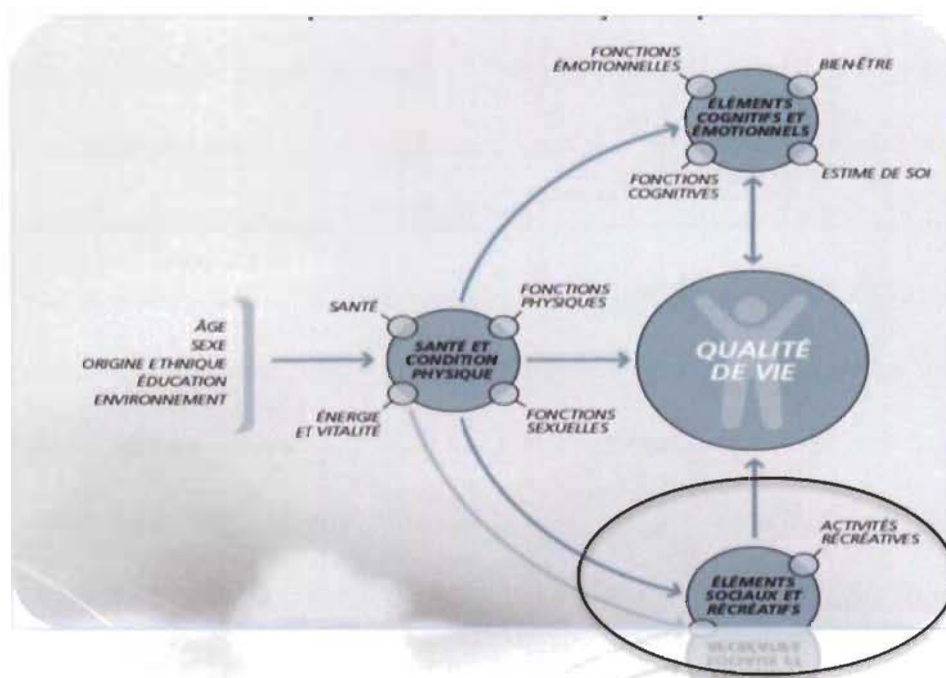 FONCTIONS
ÉMOTIONNELLES
BIEN-ÊTRE
ÉLÉMENTS
COGNITIFS ET
ÉMOTIONNELS
FONCTIONS
COGNITIVES
ESTIME DE SOI
ÂGE
SEXE
ORIGINE ETHNIQUE
ÉDUCATION
ENVIRONNEMENT
SANTÉ
FONCTIONS
PHYSIQUES
SANTÉ ET
CONDITION
PHYSIQUE
ÉNERGIE
ET VITALITÉ
FONCTIONS
SEXUELLES
QUALITÉ
DE VIE
ACTIVITÉS
RÉCRÉATIVES
ÉLÉMENTS
SOCIAUX ET
RÉCRÉATIFS